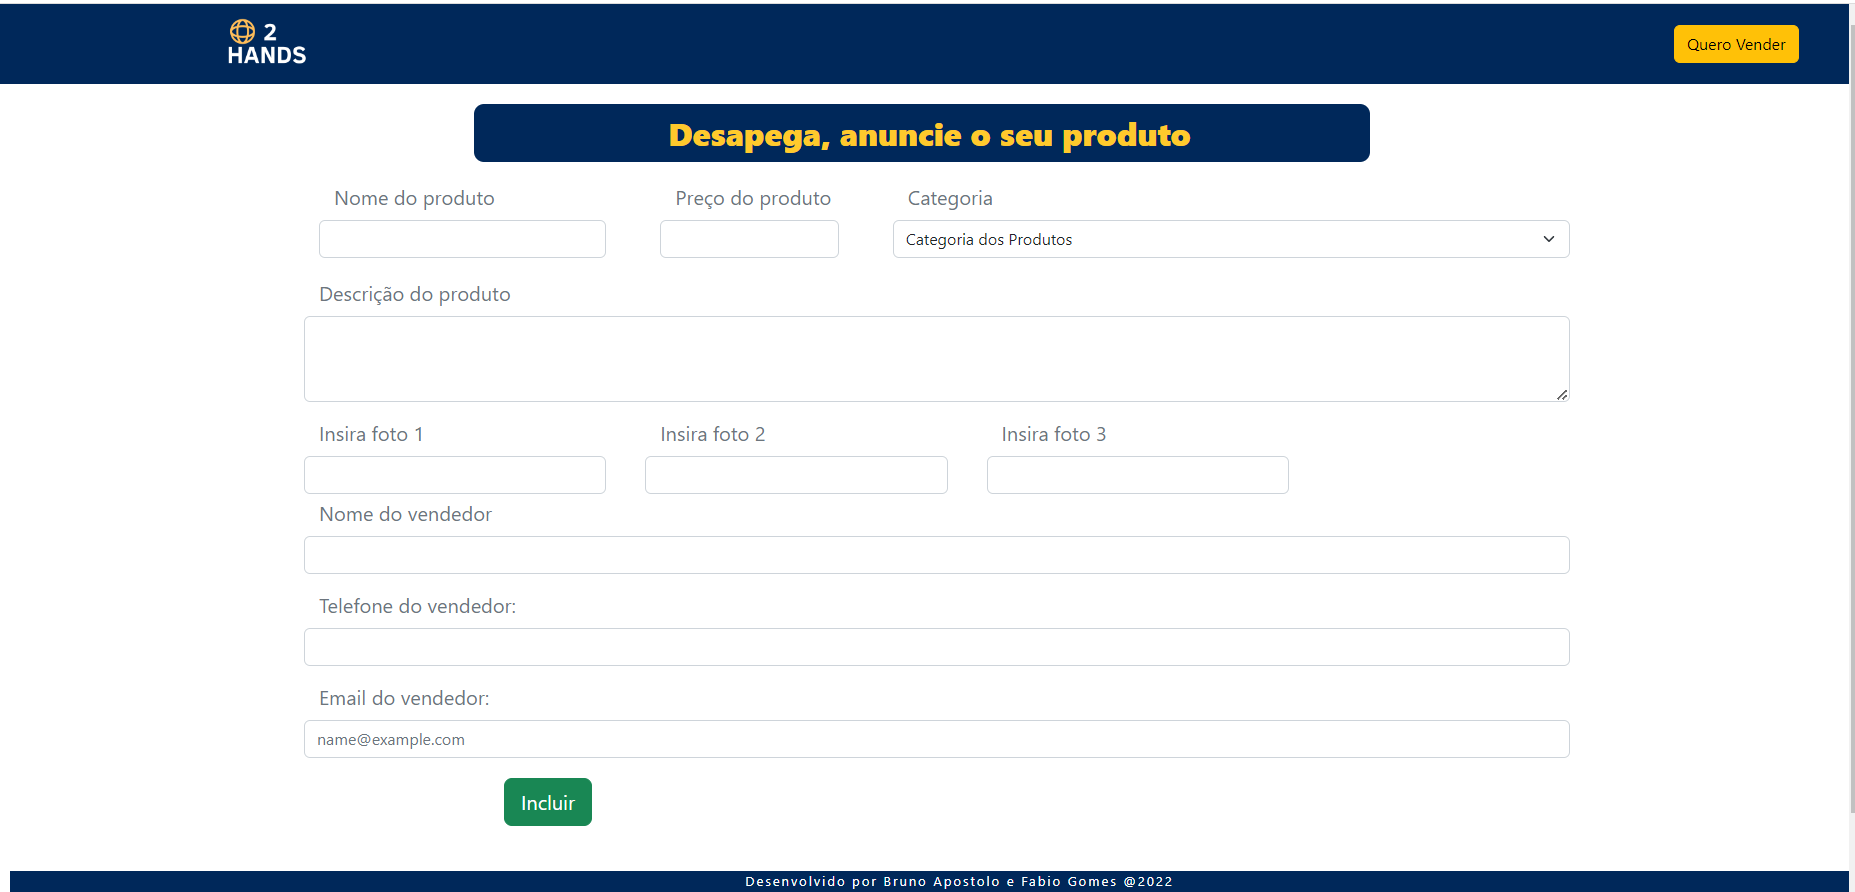 2
HANDS
Quero Vender
Desapega, anuncie o seu produto
Nome do produto
Preço do produto
Categoria
Categoria dos Produtos
Descrição do produto
Insira foto 1
Insira foto 2
Insira foto 3
Nome do vendedor
Telefone do vendedor:
Email do vendedor:
name@example.com
Incluir
Desenvolvido por Bruno Apostolo e Fabio Gomes @2022